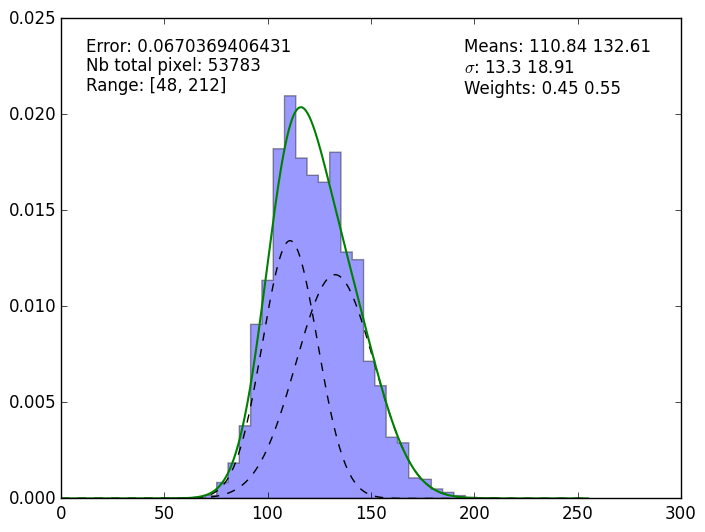 Error: 0.0670369406431
Nb total pixel: 53783
Range: [48, 212]
Means: 110.84 132.61
σ: 13.3 18.91
Weights: 0.45 0.55
0.025
0.020
0.015
0.010
0.005
0.000
0 50 100 150 200 250 300